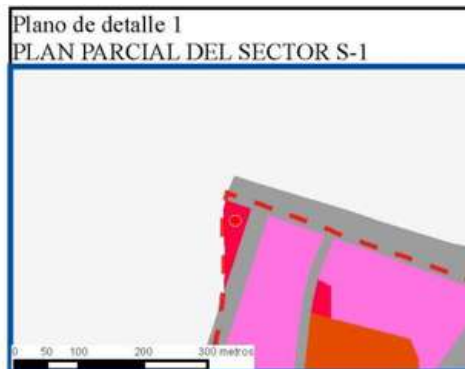 Plano de detalle 1
PLAN PARCIAL DEL SECTOR S-1
0 50 100 200 300 metros